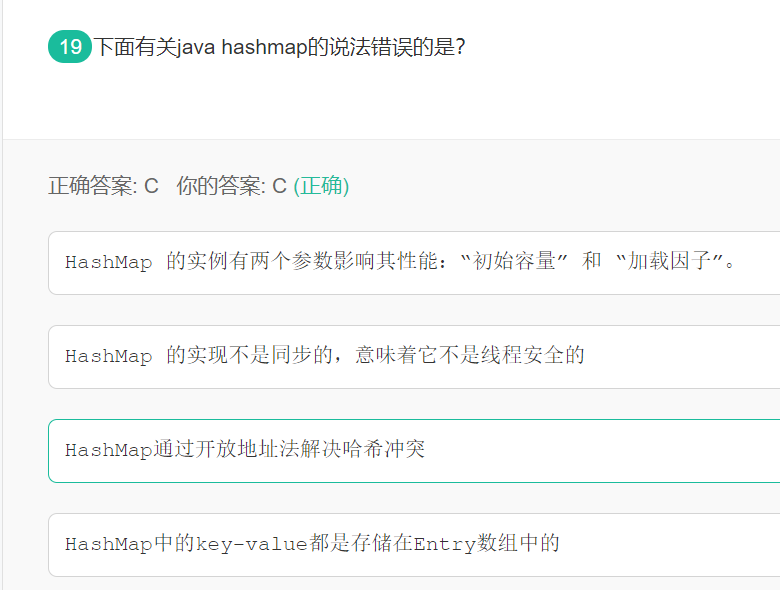 19 下面有关java hashmap的说法错误的是？
正确答案: C 你的答案: C (正确)
HashMap 的实例有两个参数影响其性能：“初始容量” 和 “加载因子”。
HashMap 的实现不是同步的，意味着它不是线程安全的
HashMap通过开放地址法解决哈希冲突
HashMap中的key-value都是存储在Entry数组中的